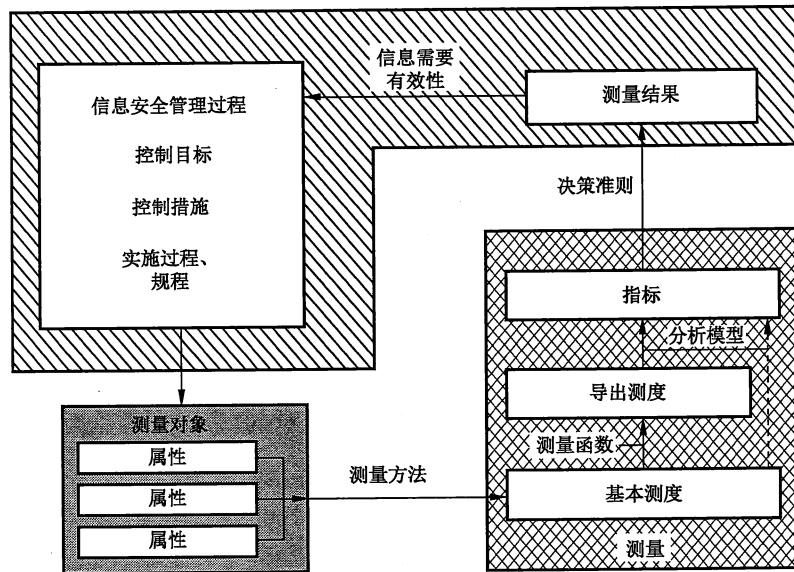 信息安全管理过程
控制目标
控制措施
实施过程、
规程
信息需要
有效性
测量结果
决策准则
指标
分析模型
导出测度
测量函数
基本测度
测量
测量对象
属性
属性
属性
测量方法